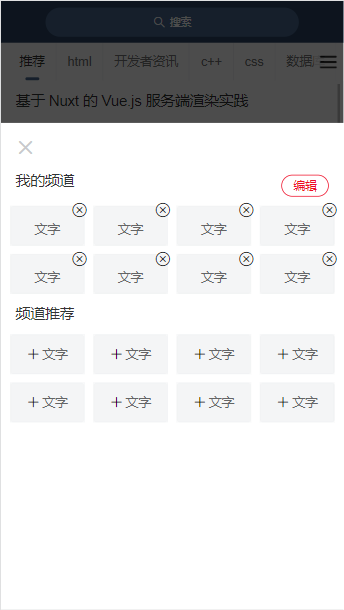 搜索
推荐 html 开发者资讯 c++ css 数据
基于 Nuxt 的 Vue.js 服务端渲染实践
我的频道 编辑
文字 文字 文字 文字
文字 文字 文字 文字
频道推荐
+ 文字 + 文字 + 文字 + 文字
+ 文字 + 文字 + 文字 + 文字